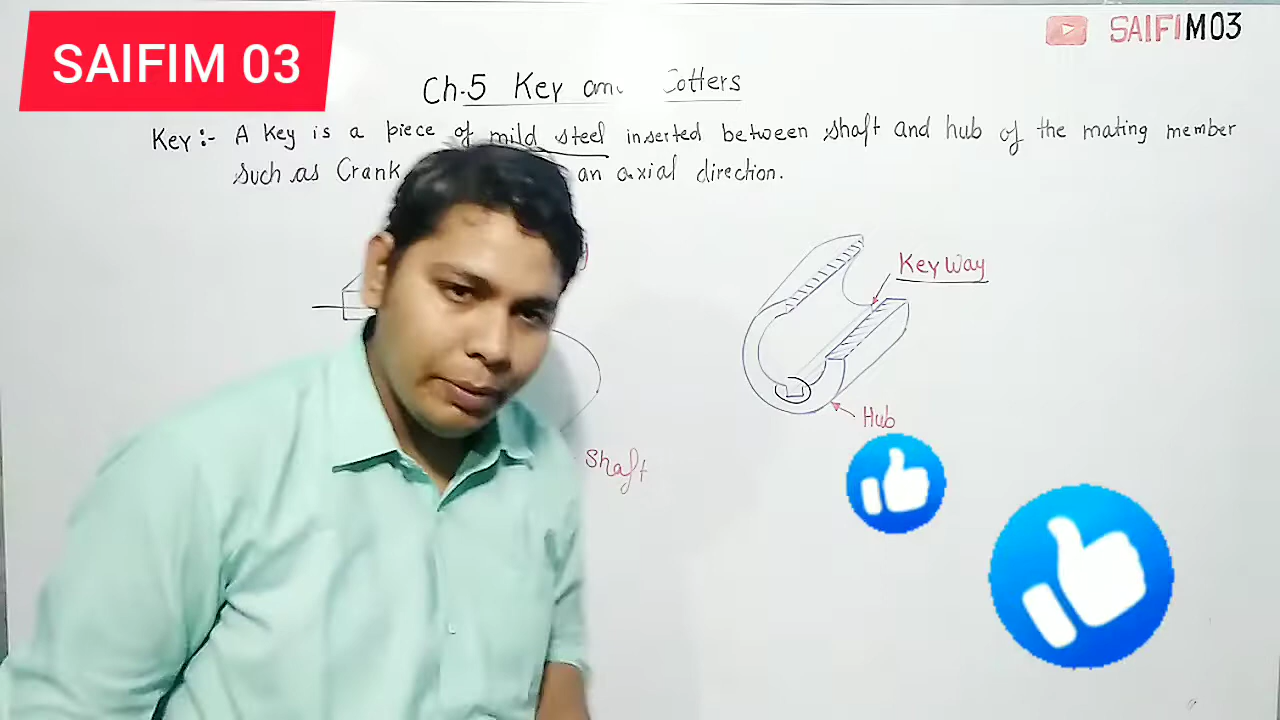 SAIFIM 03
SAIFIM03
Ch.5 Key Cotters
Key:- A Key is a piece of mild steel inserted between shaft and hub of the mating member
such as Crank an axial direction.
Key Way
Hub
Shaft